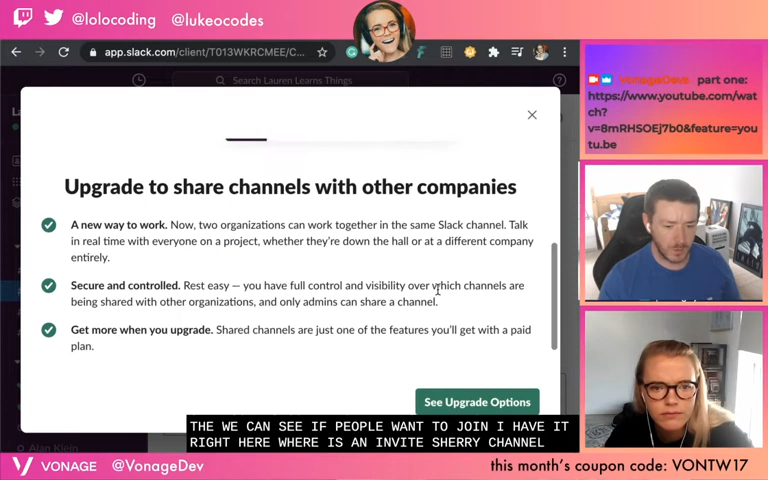 @lolocoding @lukeocodes
app.slack.com/client/T013WKRCMEE/C...
Search Lauren Learns Things
Upgrade to share channels with other companies
A new way to work. Now, two organizations can work together in the same Slack channel. Talk
in real time with everyone on a project, whether they're down the hall or at a different company
entirely.
Secure and controlled. Rest easy — you have full control and visibility over which channels are
being shared with other organizations, and only admins can share a channel.
Get more when you upgrade. Shared channels are just one of the features you'll get with a paid
plan.
See Upgrade Options
VonageDevs part one:
https://www.youtube.com/wat
ch?
v=8mRHSOEj7b0&feature=you
tu.be
THE WE CAN SEE IF PEOPLE WANT TO JOIN I HAVE IT
RIGHT HERE WHERE IS AN INVITE SHERRY CHANNEL
Alan Klein
VONAGE @VonageDev
this month's coupon code: VONTW17